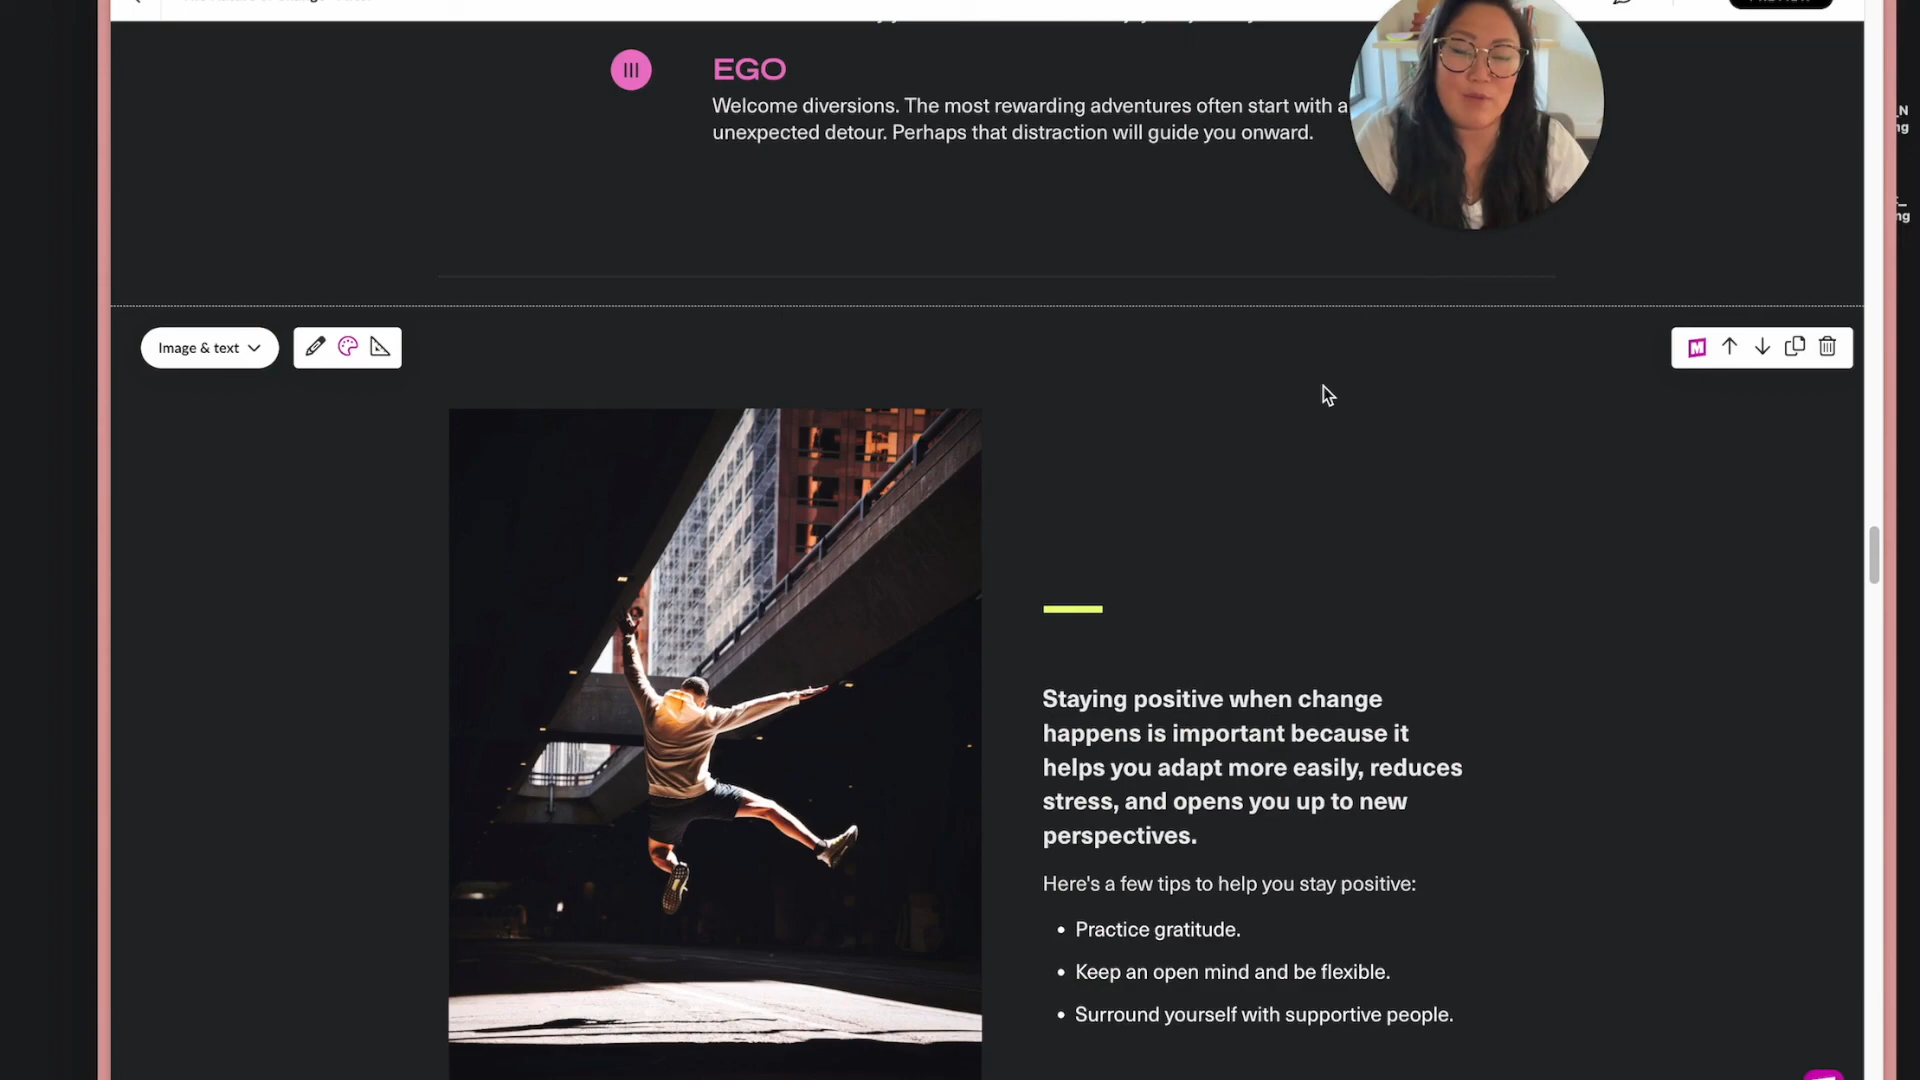 III
EGO
Welcome diversions. The most rewarding adventures often start with a
unexpected detour. Perhaps that distraction will guide you onward.
Image & text
Staying positive when change
happens is important because it
helps you adapt more easily, reduces
stress, and opens you up to new
perspectives.
Here's a few tips to help you stay positive:
• Practice gratitude.
• Keep an open mind and be flexible.
• Surround yourself with supportive people.